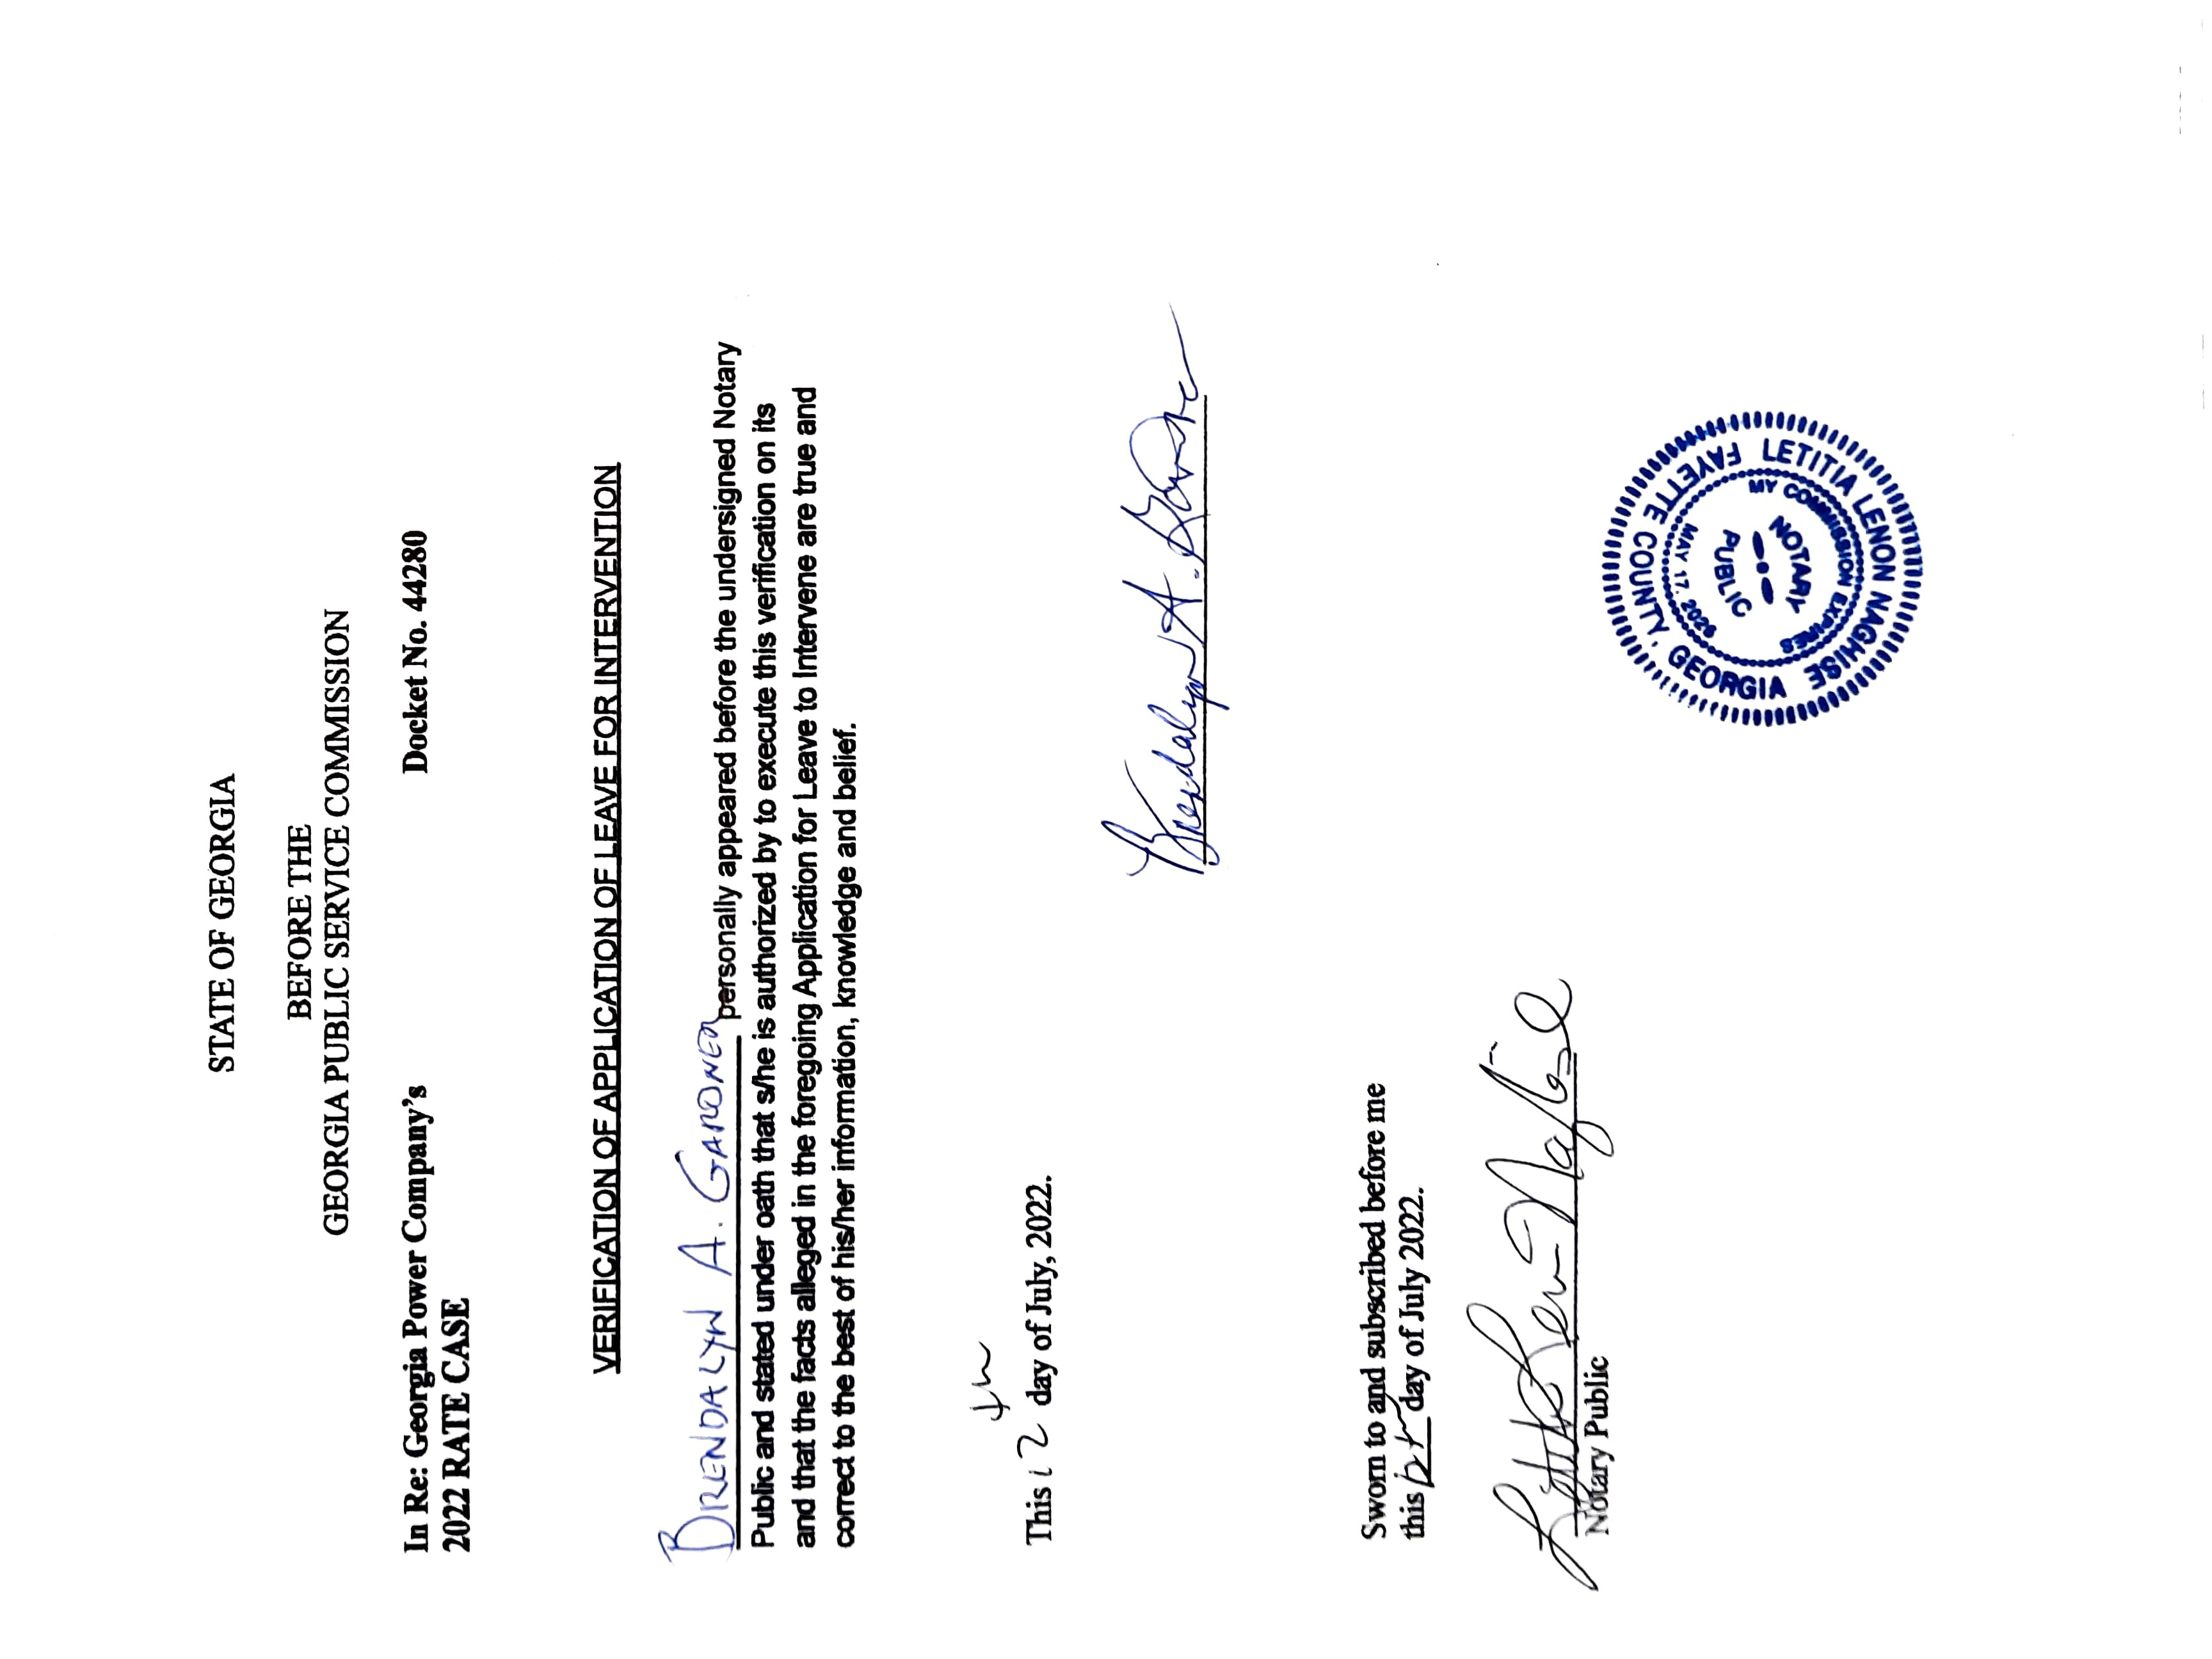 STATE OF GEORGIA
BEFORE THE
GEORGIA PUBLIC SERVICE COMMISSION
In Re: Georgia Power Company's Docket No. 44280
2022 RATE CASE
VERIFICATION OF APPLICATION OF LEAVE FOR INTERVENTION
BRENDALYN A. GARDNER personally appeared before the undersigned Notary
Public and stated under oath that s/he is authorized by to execute this verification on its
and that the facts alleged in the foregoing Application for Leave to Intervene are true and
correct to the best of his/her information, knowledge and belief.
This 12th day of July, 2022.
Brendalyn A. Gardner
Sworn to and subscribed before me
this day of July 2022.
Notary Public
LETITIA LENON NAGHISE
FAYETTE COUNTY, GEORGIA
MY COMMISSION EXPIRES
MAY 17, 2026
NOTARY
PUBLIC